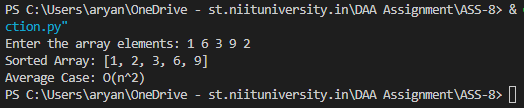 PS C:\Users\aryan\OneDrive - st.niituniversity.in\DAA Assignment\ASS-8> &
ction.py"
Enter the array elements: 1 6 3 9 2
Sorted Array: [1, 2, 3, 6, 9]
Average Case: O(n^2)
PS C:\Users\aryan\OneDrive - st.niituniversity.in\DAA Assignment\ASS-8>